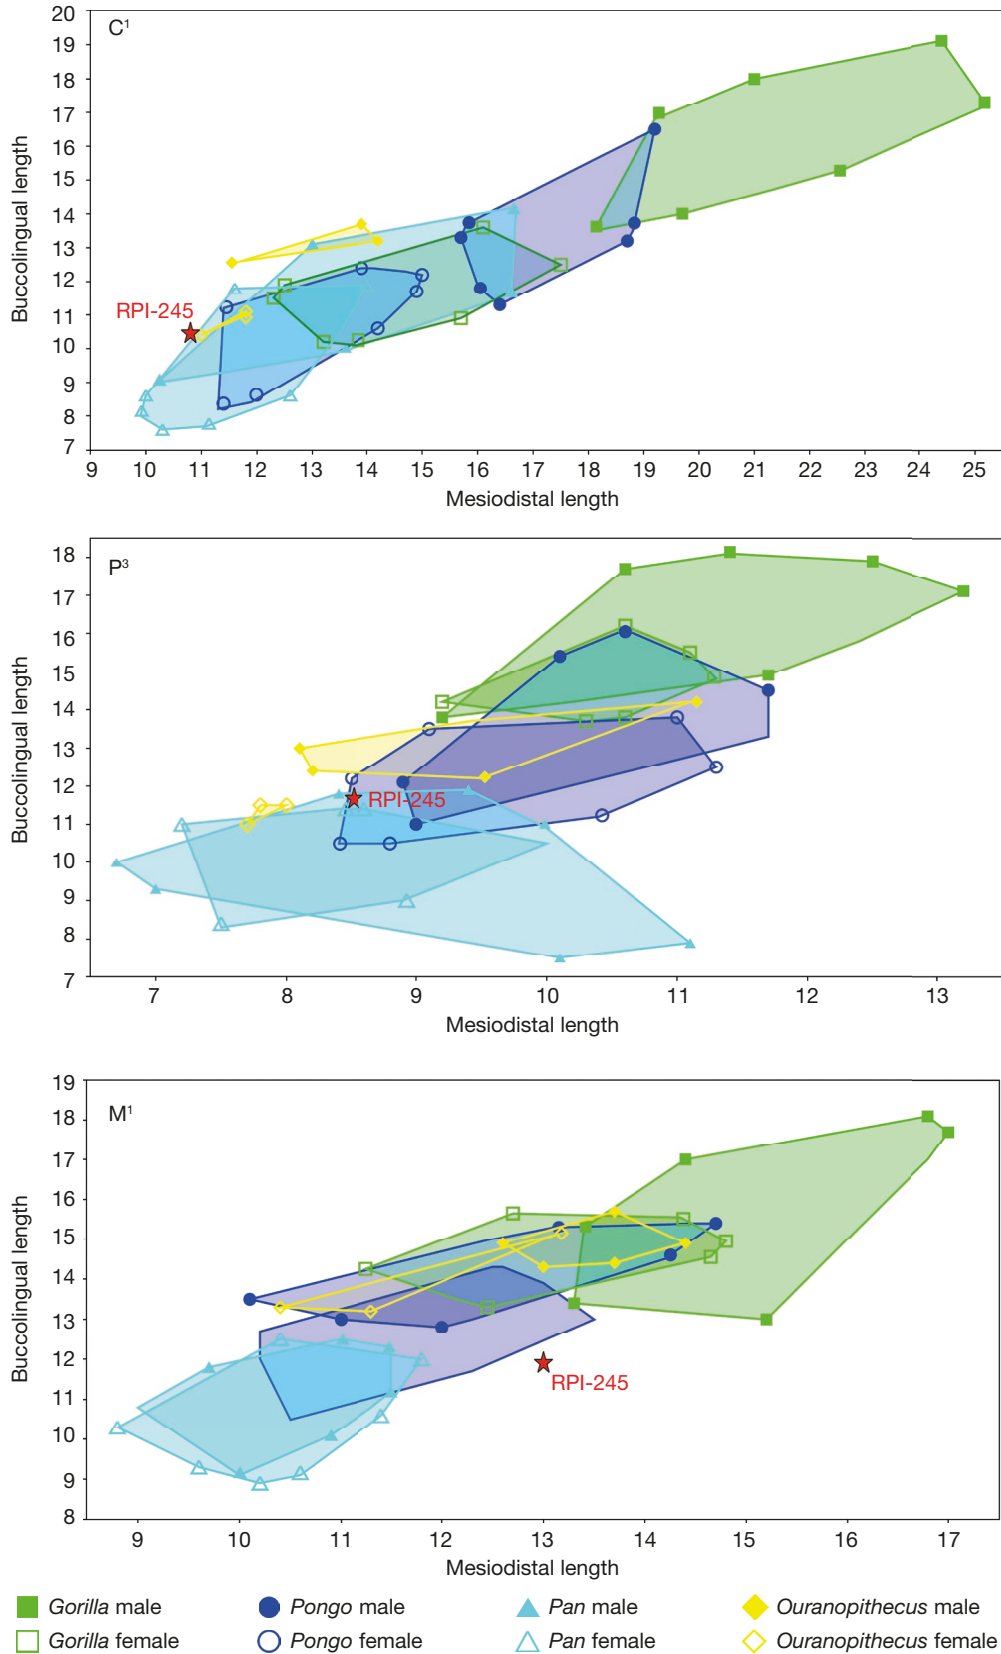 C¹
20
19
18
17
16
15
14
13
12
11
10
9
8
7
Buccolingual length
RPI-245
9 10 11 12 13 14 15 16 17 18 19 20 21 22 23 24 25
Mesiodistal length
P³
18
17
16
15
14
13
12
11
10
9
8
7
Buccolingual length
RPI-245
7 8 9 10 11 12 13
Mesiodistal length
M¹
19
18
17
16
15
14
13
12
11
10
9
8
Buccolingual length
RPI-245
9 10 11 12 13 14 15 16 17
Mesiodistal length
Gorilla male Pongo male Pan male Ouranopithecus male
Gorilla female Pongo female Pan female Ouranopithecus female